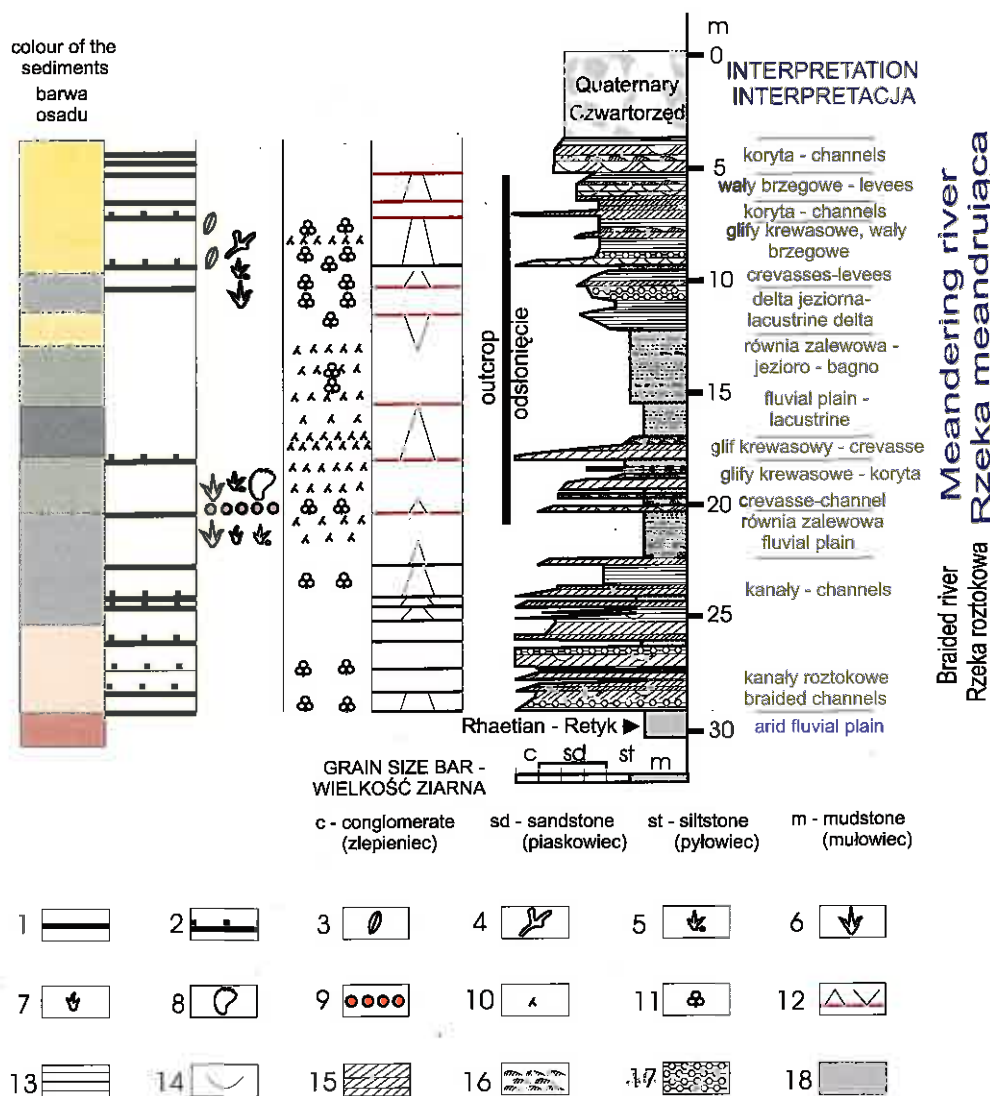 colour of the
sediments
barwa
osadu
m
0
5
10
15
20
25
30
Quaternary
Czwartorzęd
INTERPRETATION
INTERPRETACJA
koryta - channels
wały brzegowe - levees
koryta - channels
glify krewasowe, wały
brzegowe
crevasses-levees
delta jeziorna-
lacustrine delta
równia zalewowa -
jezioro - bagno
fluvial plain -
lacustrine
glif krewasowy - crevasse
glify krewasowe - koryta
crevasse-channel
równia zalewowa
fluvial plain
kanały - channels
kanały roztokowe
braided channels
arid fluvial plain
outcrop
odsłonięcie
Meandering river
Rzeka meandrująca
Braided river
Rzeka roztokowa
Rhaetian - Retyk
c sd st m
GRAIN SIZE BAR -
WIELKOŚĆ ZIARNA
c - conglomerate
(zlepieniec)
sd - sandstone
(piaskowiec)
st - siltstone
(pyłowiec)
m - mudstone
(mułowiec)
1 2 3 4 5 6
7 8 9 10 11 12
13 14 15 16 17 18